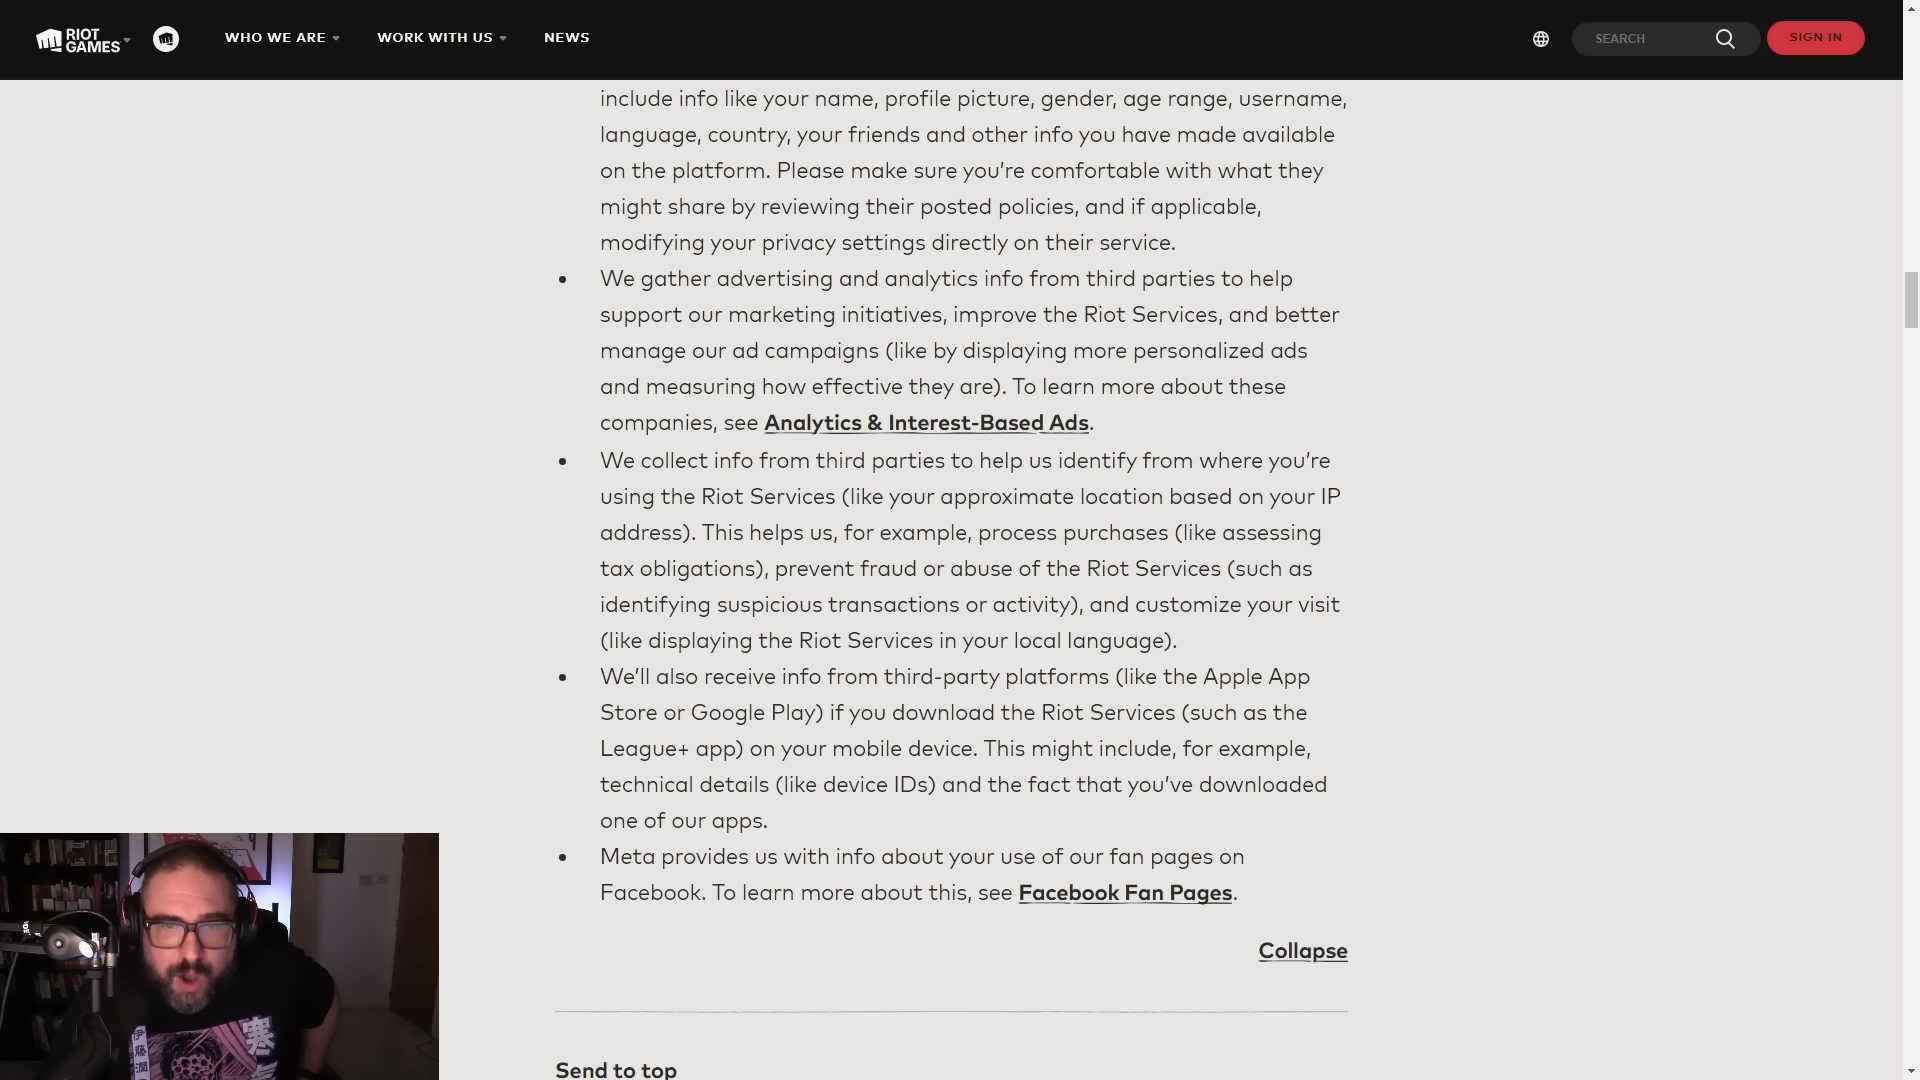 RIOT
GAMES
WHO WE ARE
WORK WITH US
NEWS
SEARCH
SIGN IN
include info like your name, profile picture, gender, age range, username,
language, country, your friends and other info you have made available
on the platform. Please make sure you’re comfortable with what they
might share by reviewing their posted policies, and if applicable,
modifying your privacy settings directly on their service.
• We gather advertising and analytics info from third parties to help
support our marketing initiatives, improve the Riot Services, and better
manage our ad campaigns (like by displaying more personalized ads
and measuring how effective they are). To learn more about these
companies, see Analytics & Interest-Based Ads.
• We collect info from third parties to help us identify from where you’re
using the Riot Services (like your approximate location based on your IP
address). This helps us, for example, process purchases (like assessing
tax obligations), prevent fraud or abuse of the Riot Services (such as
identifying suspicious transactions or activity), and customize your visit
(like displaying the Riot Services in your local language).
• We’ll also receive info from third-party platforms (like the Apple App
Store or Google Play) if you download the Riot Services (such as the
League+ app) on your mobile device. This might include, for example,
technical details (like device IDs) and the fact that you’ve downloaded
one of our apps.
• Meta provides us with info about your use of our fan pages on
Facebook. To learn more about this, see Facebook Fan Pages.
Collapse
Send to top
伊藤潤